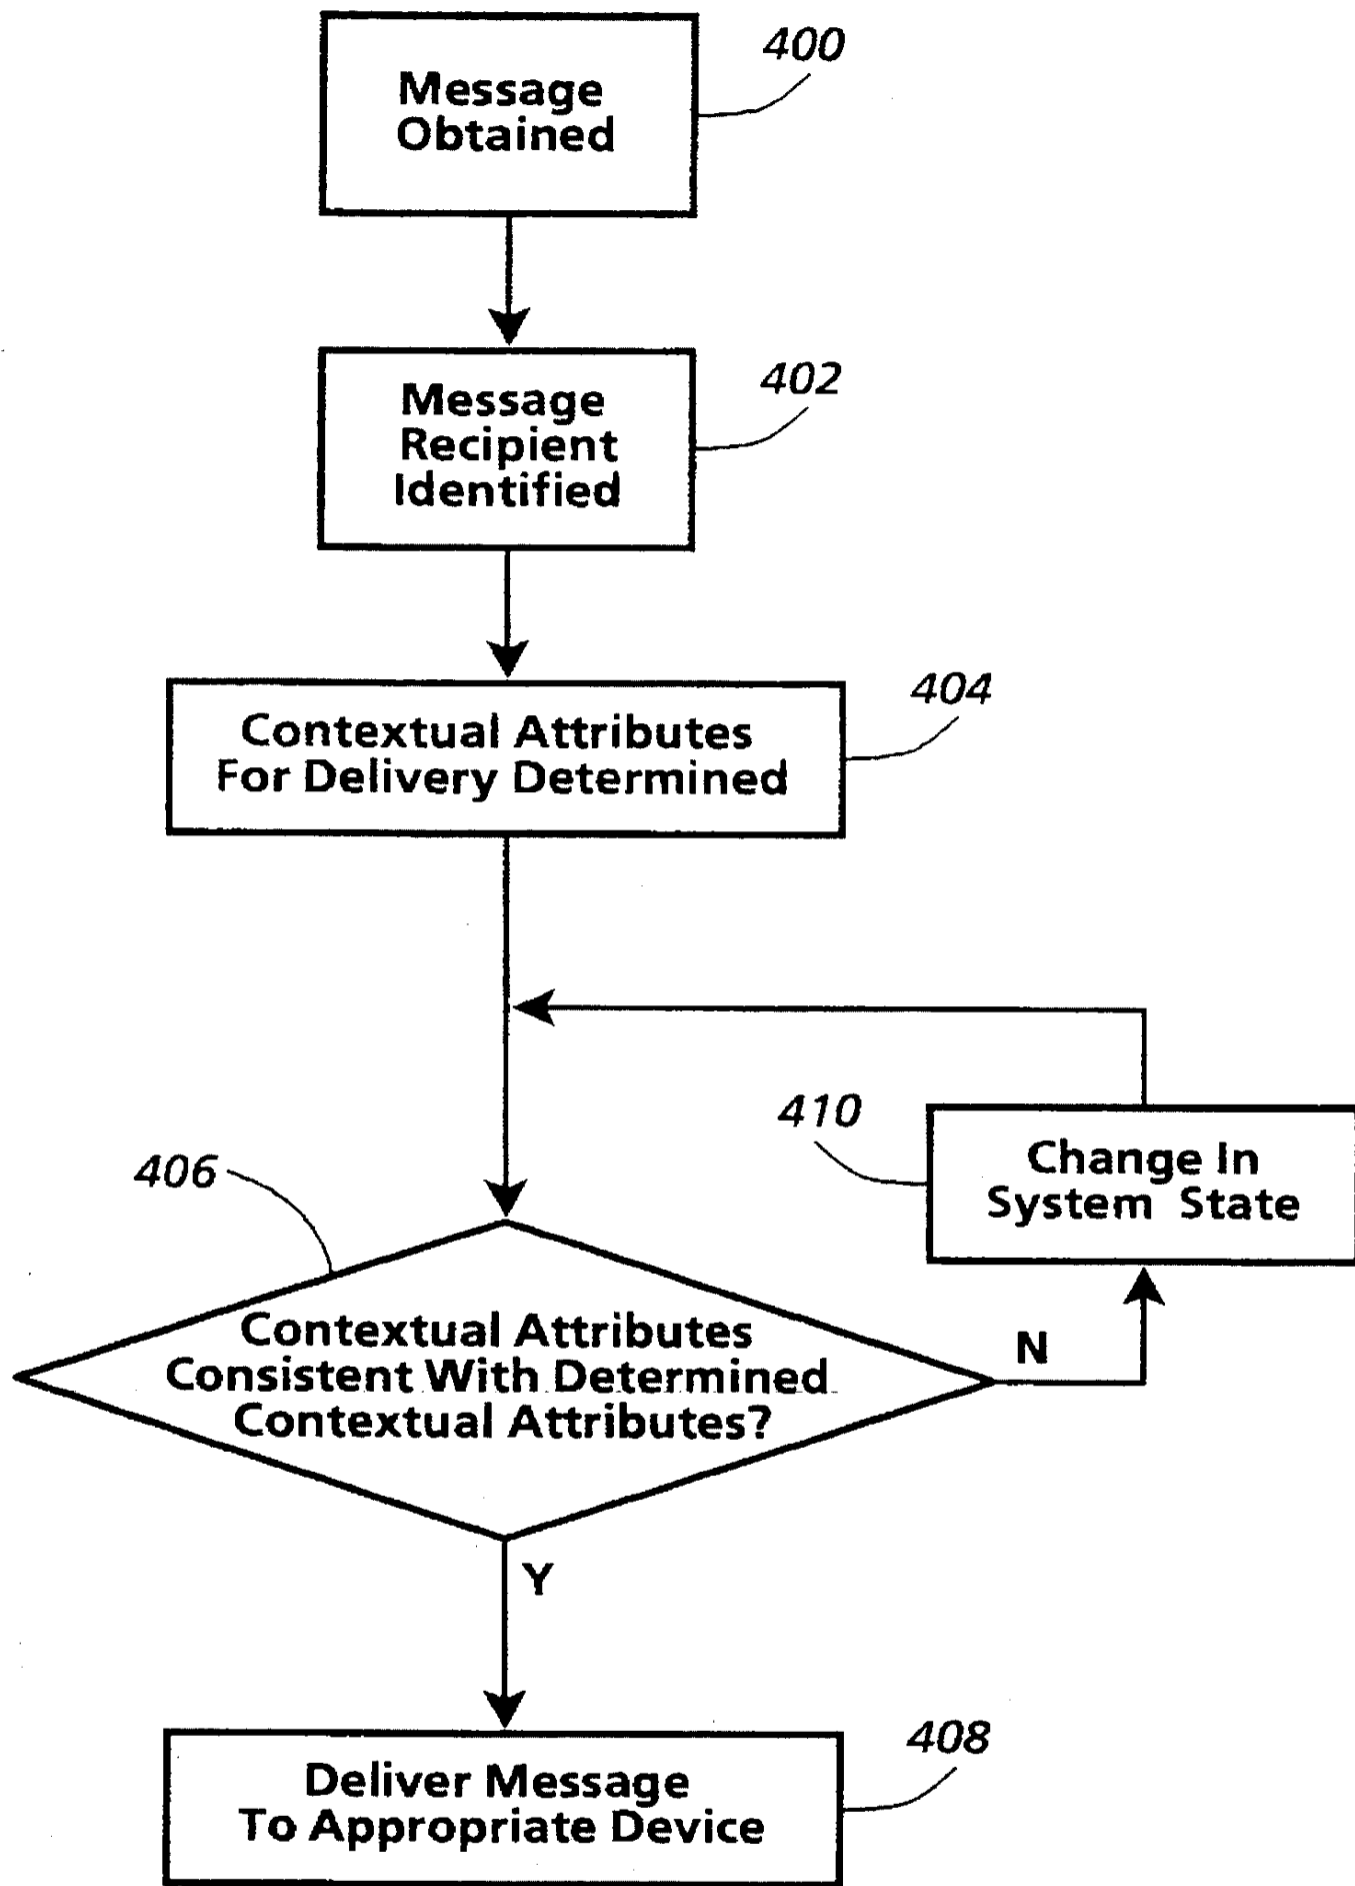 400
Message
Obtained
402
Message
Recipient
Identified
404
Contextual Attributes
For Delivery Determined
410
Change In
System State
406
Contextual Attributes
Consistent With Determined
Contextual Attributes?
N
Y
408
Deliver Message
To Appropriate Device